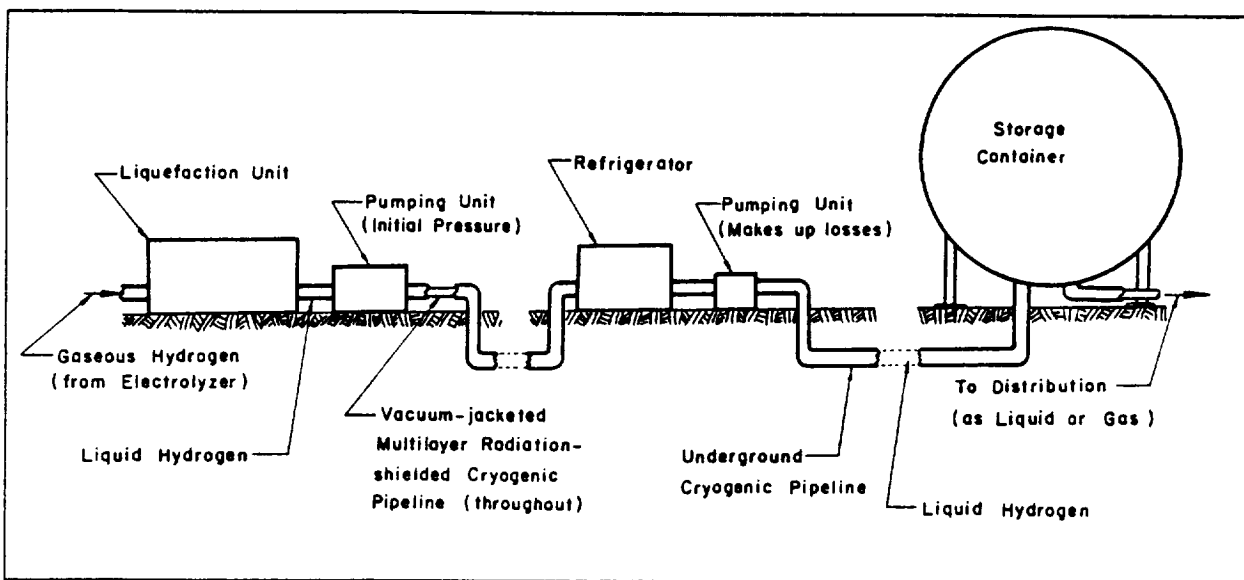 Storage
Container
Liquefaction Unit
Refrigerator
Pumping Unit
(Initial Pressure)
Pumping Unit
(Makes up losses)
Gaseous Hydrogen
(from Electrolyzer)
Liquid Hydrogen
Vacuum-jacketed
Multilayer Radiation-
shielded Cryogenic
Pipeline (throughout)
Underground
Cryogenic Pipeline
To Distribution
(as Liquid or Gas)
Liquid Hydrogen